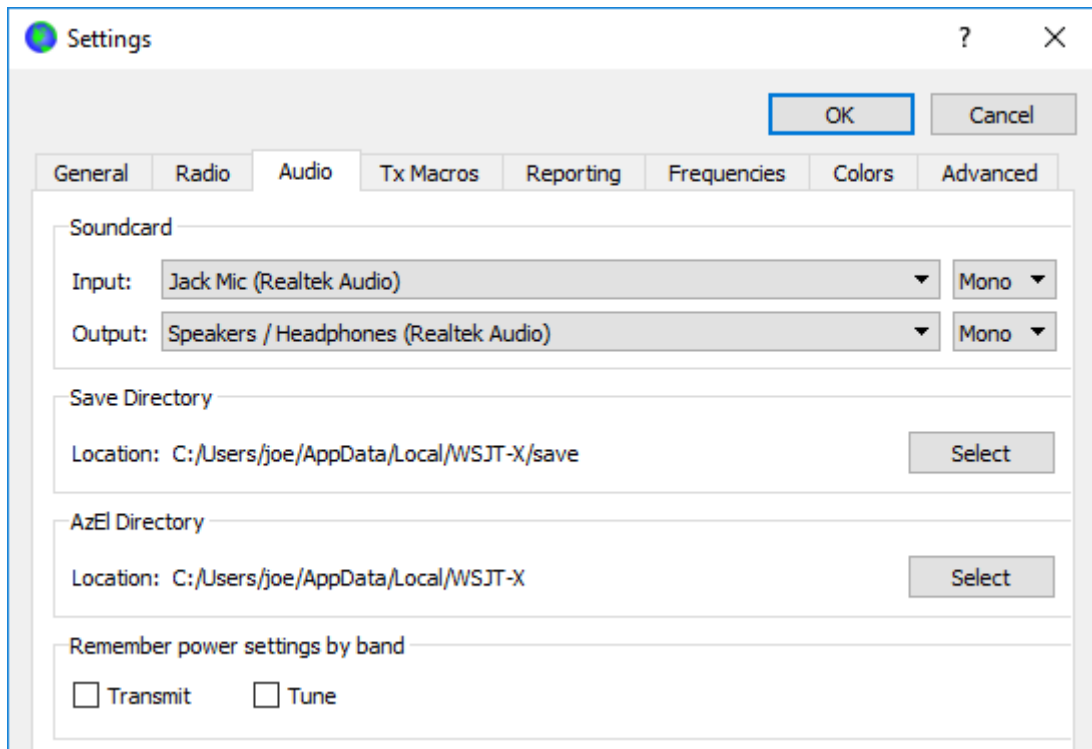 Settings ?
OK Cancel
General Radio Audio Tx Macros Reporting Frequencies Colors Advanced
Soundcard
Input: Jack Mic (Realtek Audio) Mono
Output: Speakers / Headphones (Realtek Audio) Mono
Save Directory
Location: C:/Users/joe/AppData/Local/WSJT-X/save Select
AzEl Directory
Location: C:/Users/joe/AppData/Local/WSJT-X Select
Remember power settings by band
Transmit Tune